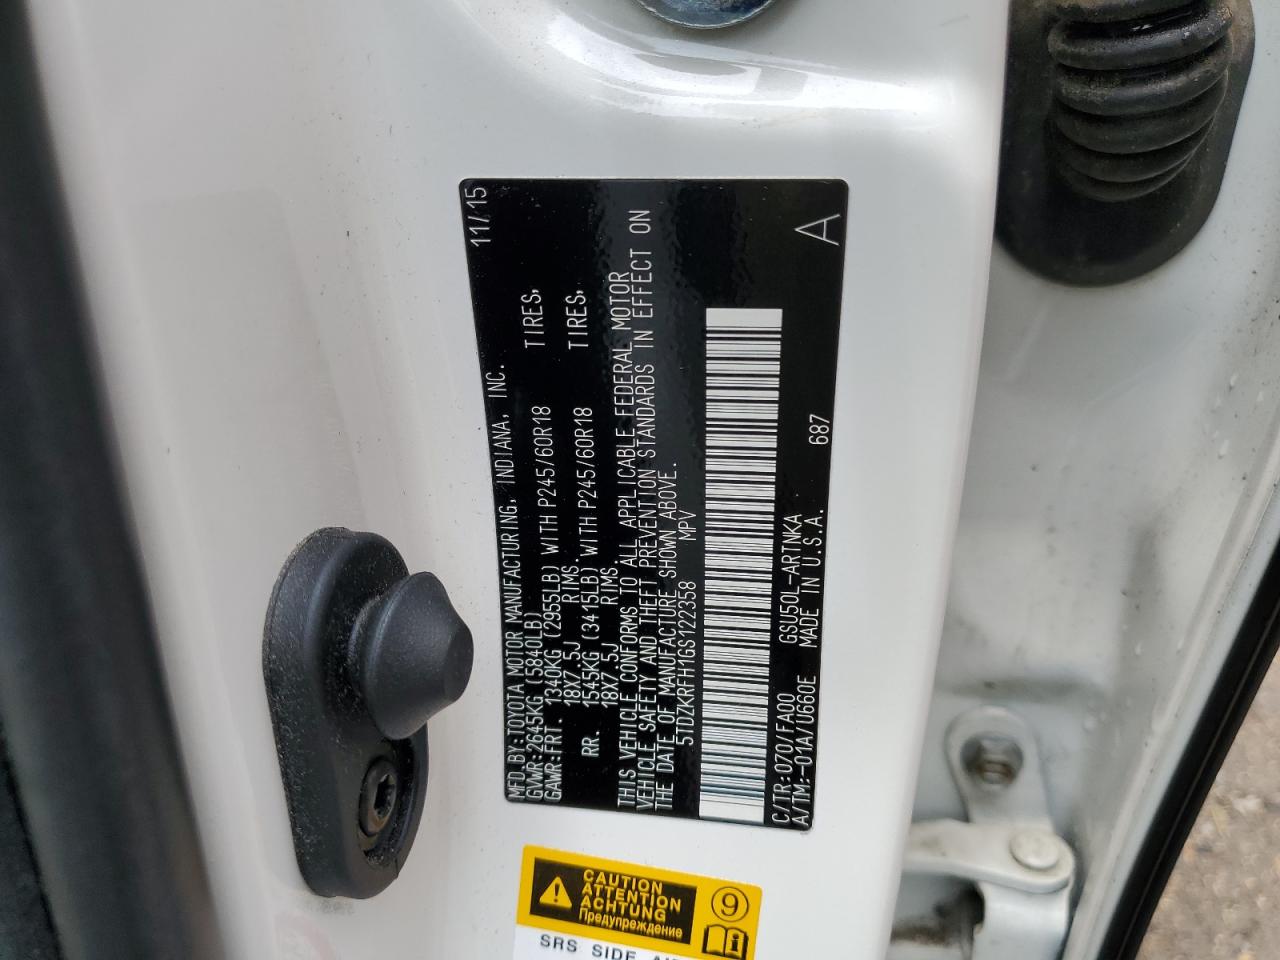 MFD.BY:TOYOTA MOTOR MANUFACTURING, INDIANA, INC. 11/15
GVWR:2645KG (5840LB)
GAWR:FRT. 1340KG (2955LB) WITH P245/60R18 TIRES,
18X7.5J RIMS.
RR. 1545KG (3415LB) WITH P245/60R18 TIRES,
18X7.5J RIMS.
THIS VEHICLE CONFORMS TO ALL APPLICABLE FEDERAL MOTOR
VEHICLE SAFETY AND THEFT PREVENTION STANDARDS IN EFFECT ON
THE DATE OF MANUFACTURE SHOWN ABOVE.
5TDZKRFH1GS122358 MPV
C/TR:070/FA00 GSU50L-ARTNKA 687 A
A/TM:-01A/U660E MADE IN U.S.A.
CAUTION
ATTENTION
ACHTUNG
Предупреждение
9
SRS SIDE